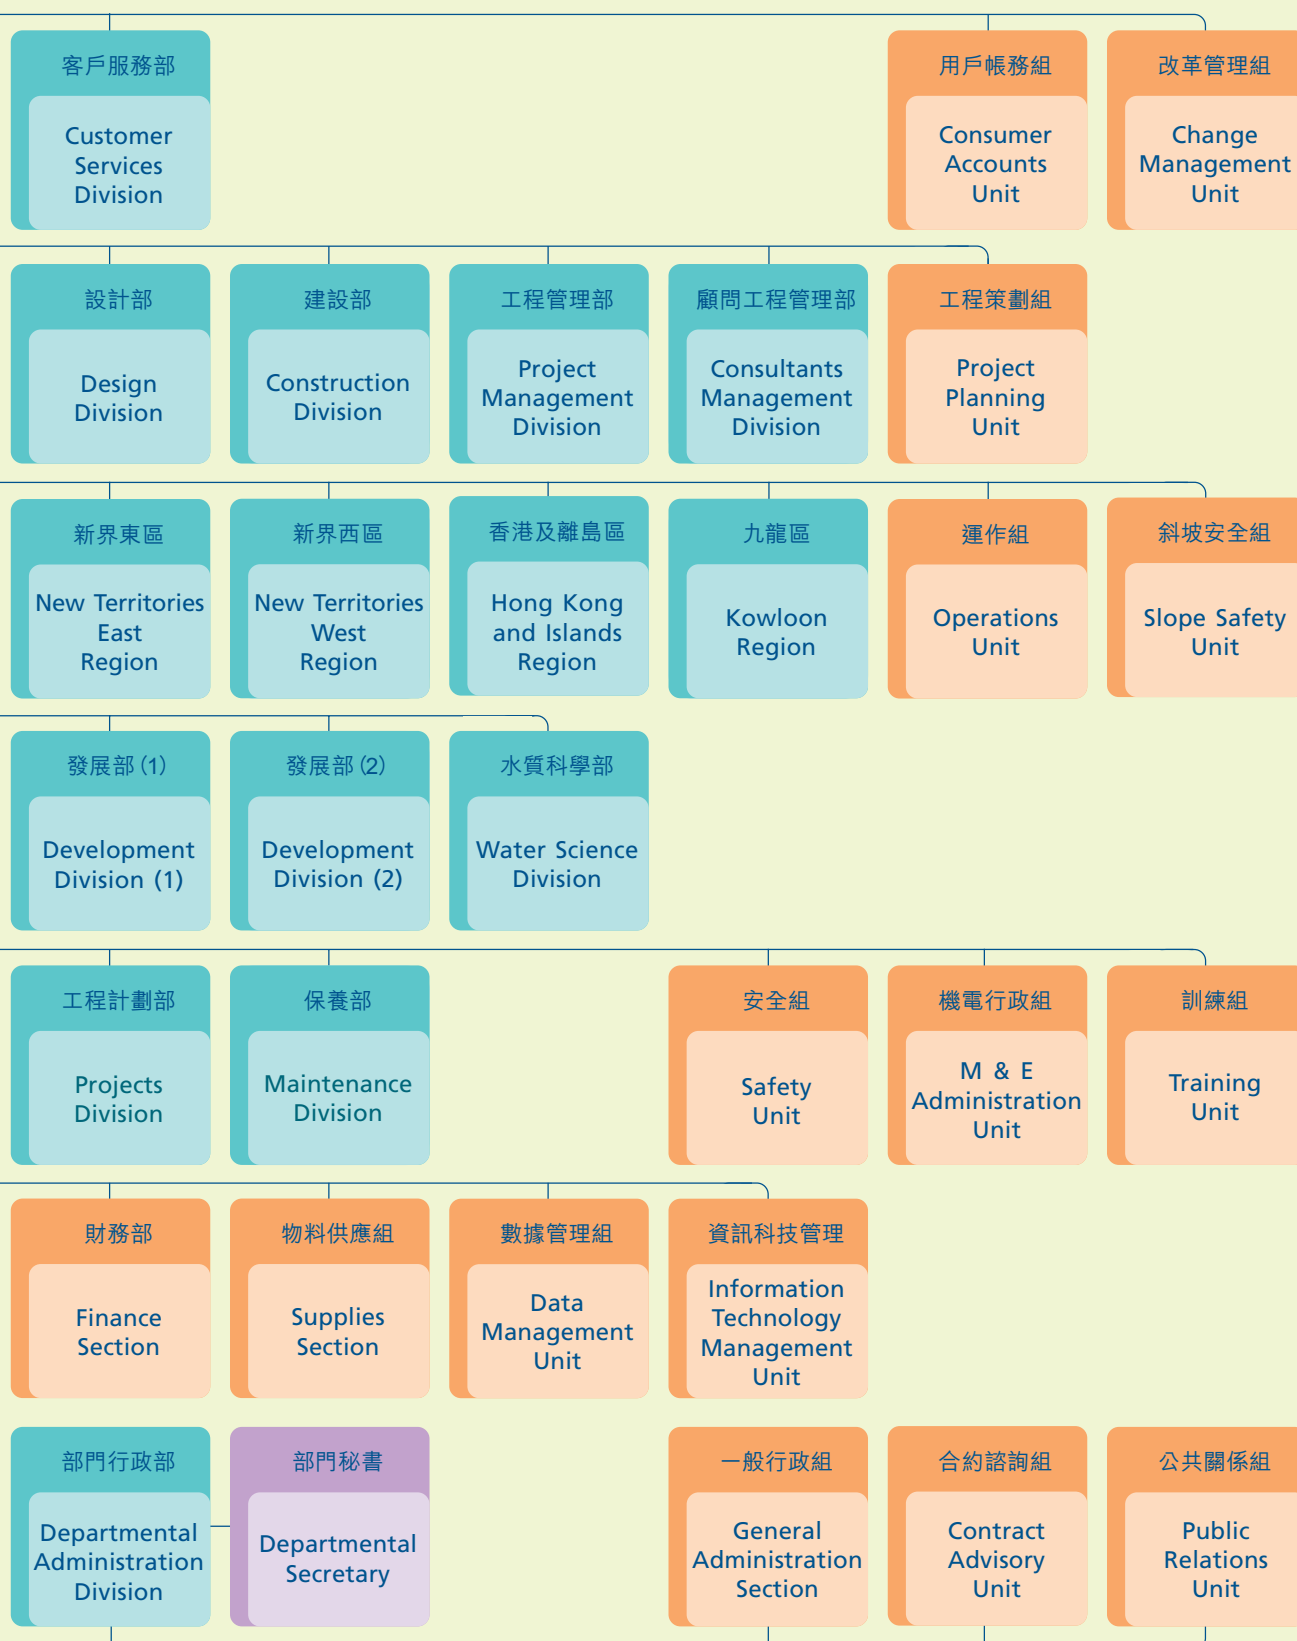 客戶服務部
Customer
Services
Division
用戶帳務組
Consumer
Accounts
Unit
改革管理組
Change
Management
Unit
設計部
Design
Division
建設部
Construction
Division
工程管理部
Project
Management
Division
顧問工程管理部
Consultants
Management
Division
工程策劃組
Project
Planning
Unit
新界東區
New Territories
East
Region
新界西區
New Territories
West
Region
香港及離島區
Hong Kong
and Islands
Region
九龍區
Kowloon
Region
運作組
Operations
Unit
斜坡安全組
Slope Safety
Unit
發展部 (1)
Development
Division (1)
發展部 (2)
Development
Division (2)
水質科學部
Water Science
Division
工程計劃部
Projects
Division
保養部
Maintenance
Division
安全組
Safety
Unit
機電行政組
M & E
Administration
Unit
訓練組
Training
Unit
財務部
Finance
Section
物料供應組
Supplies
Section
數據管理組
Data
Management
Unit
資訊科技管理
Information
Technology
Management
Unit
部門行政部
Departmental
Administration
Division
部門秘書
Departmental
Secretary
一般行政組
General
Administration
Section
合約諮詢組
Contract
Advisory
Unit
公共關係組
Public
Relations
Unit